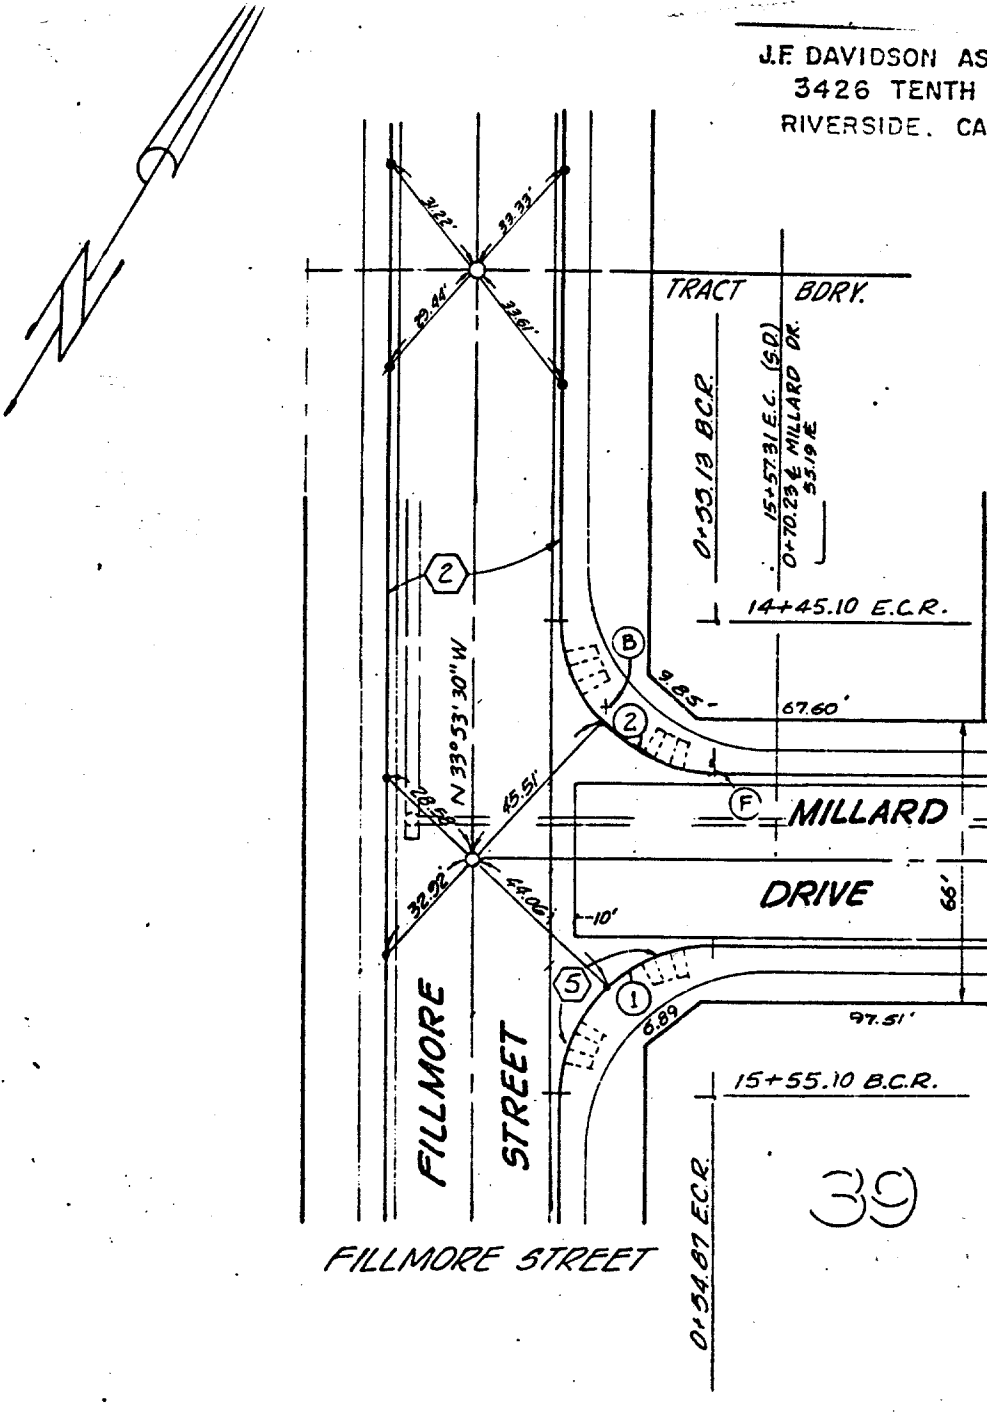 J.F. DAVIDSON AS
3426 TENTH
RIVERSIDE, CA
N
31.22'
33.33'
29.44'
33.61'
TRACT BDRY.
0+55.13 B.C.R.
15+57.31 E.C. (S.D.)
0+70.23 ℄ MILLARD DR.
55.19
14+45.10 E.C.R.
2
N 33° 53' 30" W
B
9.85'
67.60'
2
F
28.58
45.51'
MILLARD
DRIVE
66'
32.92'
44.06'
10'
5
1
6.89
97.51'
FILLMORE
STREET
15+55.10 B.C.R.
0+54.87 E.C.R.
39
FILLMORE STREET